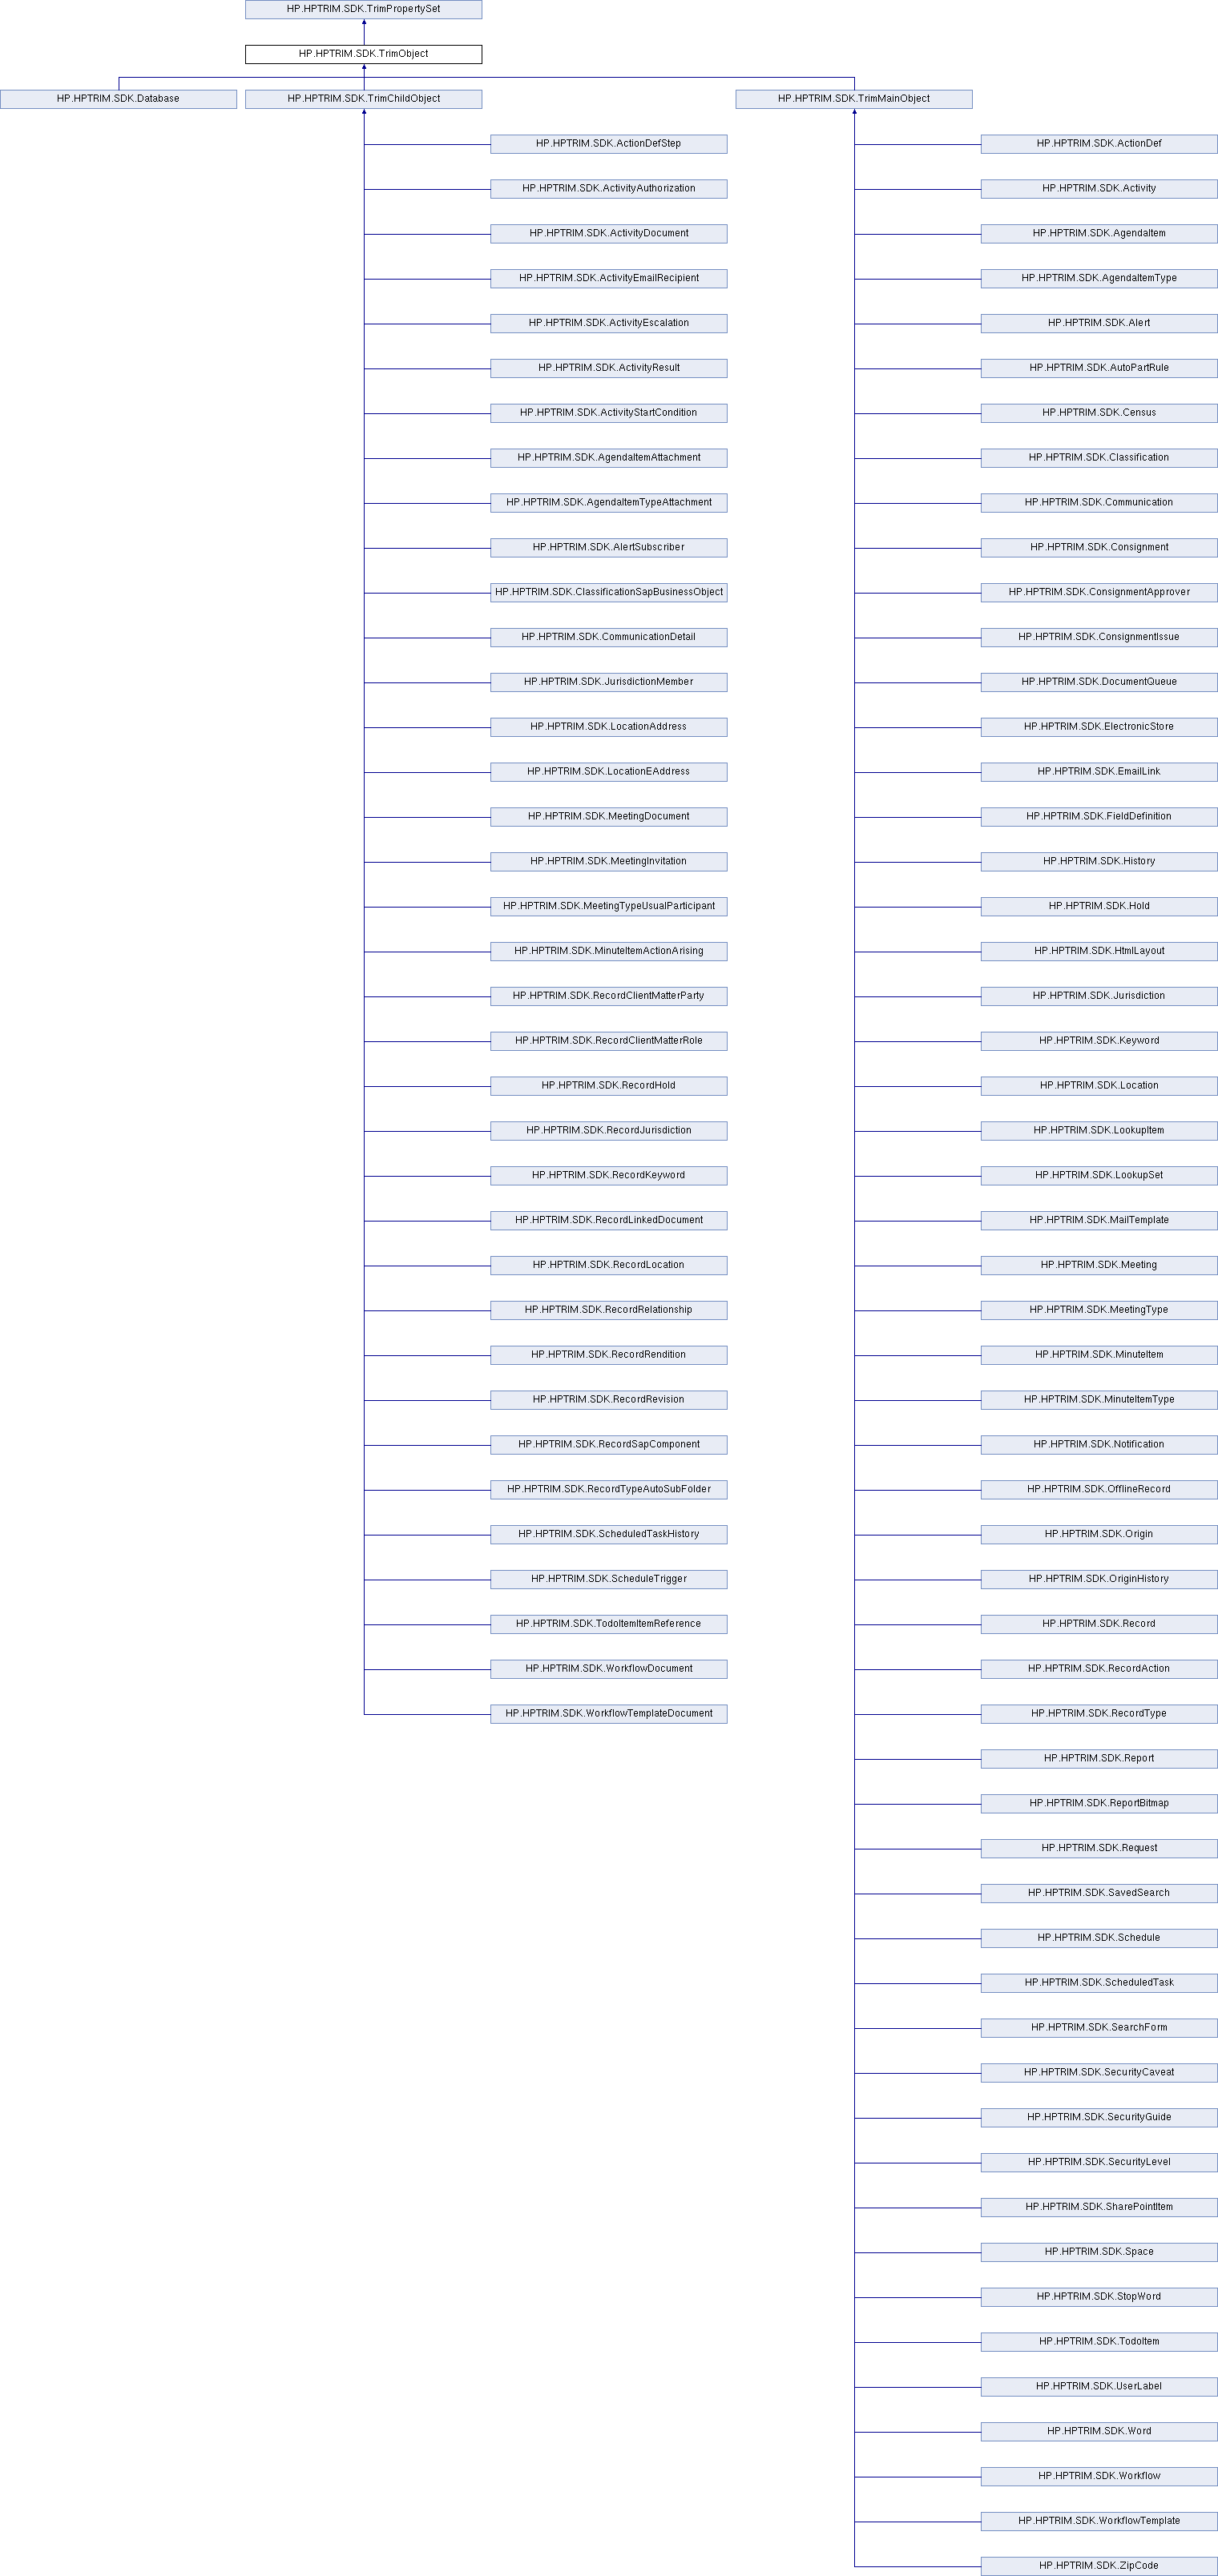 HP.HPTRIM.SDK.TrimPropertySet
HP.HPTRIM.SDK.TrimObject
HP.HPTRIM.SDK.Database
HP.HPTRIM.SDK.TrimChildObject
HP.HPTRIM.SDK.TrimMainObject
HP.HPTRIM.SDK.ActionDefStep
HP.HPTRIM.SDK.ActionDef
HP.HPTRIM.SDK.ActivityAuthorization
HP.HPTRIM.SDK.Activity
HP.HPTRIM.SDK.ActivityDocument
HP.HPTRIM.SDK.AgendaItem
HP.HPTRIM.SDK.ActivityEmailRecipient
HP.HPTRIM.SDK.AgendaItemType
HP.HPTRIM.SDK.ActivityEscalation
HP.HPTRIM.SDK.Alert
HP.HPTRIM.SDK.ActivityResult
HP.HPTRIM.SDK.AutoPartRule
HP.HPTRIM.SDK.ActivityStartCondition
HP.HPTRIM.SDK.Census
HP.HPTRIM.SDK.AgendaItemAttachment
HP.HPTRIM.SDK.Classification
HP.HPTRIM.SDK.AgendaItemTypeAttachment
HP.HPTRIM.SDK.Communication
HP.HPTRIM.SDK.AlertSubscriber
HP.HPTRIM.SDK.Consignment
HP.HPTRIM.SDK.ClassificationSapBusinessObject
HP.HPTRIM.SDK.ConsignmentApprover
HP.HPTRIM.SDK.CommunicationDetail
HP.HPTRIM.SDK.ConsignmentIssue
HP.HPTRIM.SDK.JurisdictionMember
HP.HPTRIM.SDK.DocumentQueue
HP.HPTRIM.SDK.LocationAddress
HP.HPTRIM.SDK.ElectronicStore
HP.HPTRIM.SDK.LocationEAddress
HP.HPTRIM.SDK.EmailLink
HP.HPTRIM.SDK.MeetingDocument
HP.HPTRIM.SDK.FieldDefinition
HP.HPTRIM.SDK.MeetingInvitation
HP.HPTRIM.SDK.History
HP.HPTRIM.SDK.MeetingTypeUsualParticipant
HP.HPTRIM.SDK.Hold
HP.HPTRIM.SDK.MinuteItemActionArising
HP.HPTRIM.SDK.HtmlLayout
HP.HPTRIM.SDK.RecordClientMatterParty
HP.HPTRIM.SDK.Jurisdiction
HP.HPTRIM.SDK.RecordClientMatterRole
HP.HPTRIM.SDK.Keyword
HP.HPTRIM.SDK.RecordHold
HP.HPTRIM.SDK.Location
HP.HPTRIM.SDK.RecordJurisdiction
HP.HPTRIM.SDK.LookupItem
HP.HPTRIM.SDK.RecordKeyword
HP.HPTRIM.SDK.LookupSet
HP.HPTRIM.SDK.RecordLinkedDocument
HP.HPTRIM.SDK.MailTemplate
HP.HPTRIM.SDK.RecordLocation
HP.HPTRIM.SDK.Meeting
HP.HPTRIM.SDK.RecordRelationship
HP.HPTRIM.SDK.MeetingType
HP.HPTRIM.SDK.RecordRendition
HP.HPTRIM.SDK.MinuteItem
HP.HPTRIM.SDK.RecordRevision
HP.HPTRIM.SDK.MinuteItemType
HP.HPTRIM.SDK.RecordSapComponent
HP.HPTRIM.SDK.Notification
HP.HPTRIM.SDK.RecordTypeAutoSubFolder
HP.HPTRIM.SDK.OfflineRecord
HP.HPTRIM.SDK.ScheduledTaskHistory
HP.HPTRIM.SDK.Origin
HP.HPTRIM.SDK.ScheduleTrigger
HP.HPTRIM.SDK.OriginHistory
HP.HPTRIM.SDK.TodoItemItemReference
HP.HPTRIM.SDK.Record
HP.HPTRIM.SDK.WorkflowDocument
HP.HPTRIM.SDK.RecordAction
HP.HPTRIM.SDK.WorkflowTemplateDocument
HP.HPTRIM.SDK.RecordType
HP.HPTRIM.SDK.Report
HP.HPTRIM.SDK.ReportBitmap
HP.HPTRIM.SDK.Request
HP.HPTRIM.SDK.SavedSearch
HP.HPTRIM.SDK.Schedule
HP.HPTRIM.SDK.ScheduledTask
HP.HPTRIM.SDK.SearchForm
HP.HPTRIM.SDK.SecurityCaveat
HP.HPTRIM.SDK.SecurityGuide
HP.HPTRIM.SDK.SecurityLevel
HP.HPTRIM.SDK.SharePointItem
HP.HPTRIM.SDK.Space
HP.HPTRIM.SDK.StopWord
HP.HPTRIM.SDK.TodoItem
HP.HPTRIM.SDK.UserLabel
HP.HPTRIM.SDK.Word
HP.HPTRIM.SDK.Workflow
HP.HPTRIM.SDK.WorkflowTemplate
HP.HPTRIM.SDK.ZipCode